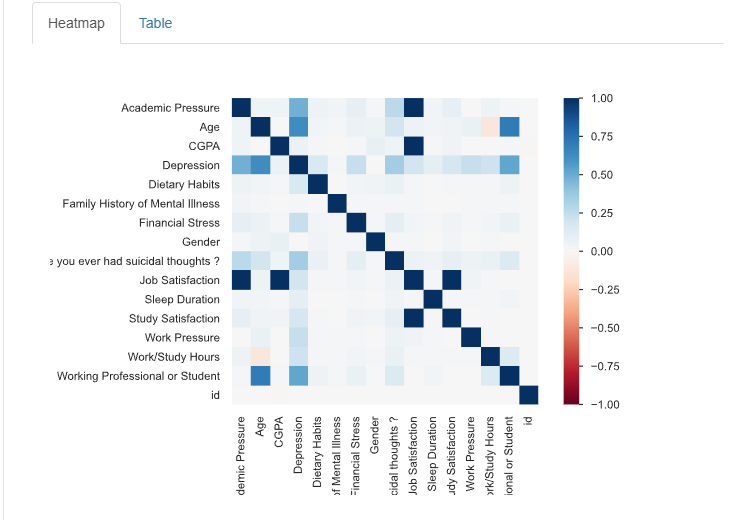 Heatmap
Table
Academic Pressure
Age
CGPA
Depression
Dietary Habits
Family History of Mental Illness
Financial Stress
Gender
e you ever had suicidal thoughts ?
Job Satisfaction
Sleep Duration
Study Satisfaction
Work Pressure
Work/Study Hours
Working Professional or Student
id
demic Pressure
Age
CGPA
Depression
Dietary Habits
of Mental Illness
Financial Stress
Gender
cidal thoughts ?
Job Satisfaction
Sleep Duration
udy Satisfaction
Work Pressure
rk/Study Hours
ional or Student
id
1.00
0.75
0.50
0.25
0.00
−0.25
−0.50
−0.75
−1.00